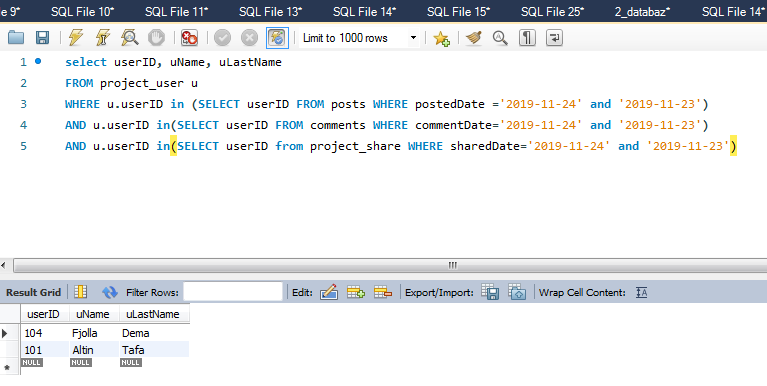 9* SQL File 10* SQL File 11* SQL File 13* SQL File 14* SQL File 15* SQL File 25* 2_databaz* SQL File 14*
Limit to 1000 rows
1 select userID, uName, uLastName
2 FROM project_user u
3 WHERE u.userID in (SELECT userID FROM posts WHERE postedDate ='2019-11-24' and '2019-11-23')
4 AND u.userID in(SELECT userID FROM comments WHERE commentDate='2019-11-24' and '2019-11-23')
5 AND u.userID in(SELECT userID from project_share WHERE sharedDate='2019-11-24' and '2019-11-23')
Result Grid Filter Rows: Edit: Export/Import: Wrap Cell Content:
userID uName uLastName
104 Fjolla Dema
101 Altin Tafa
NULL NULL NULL